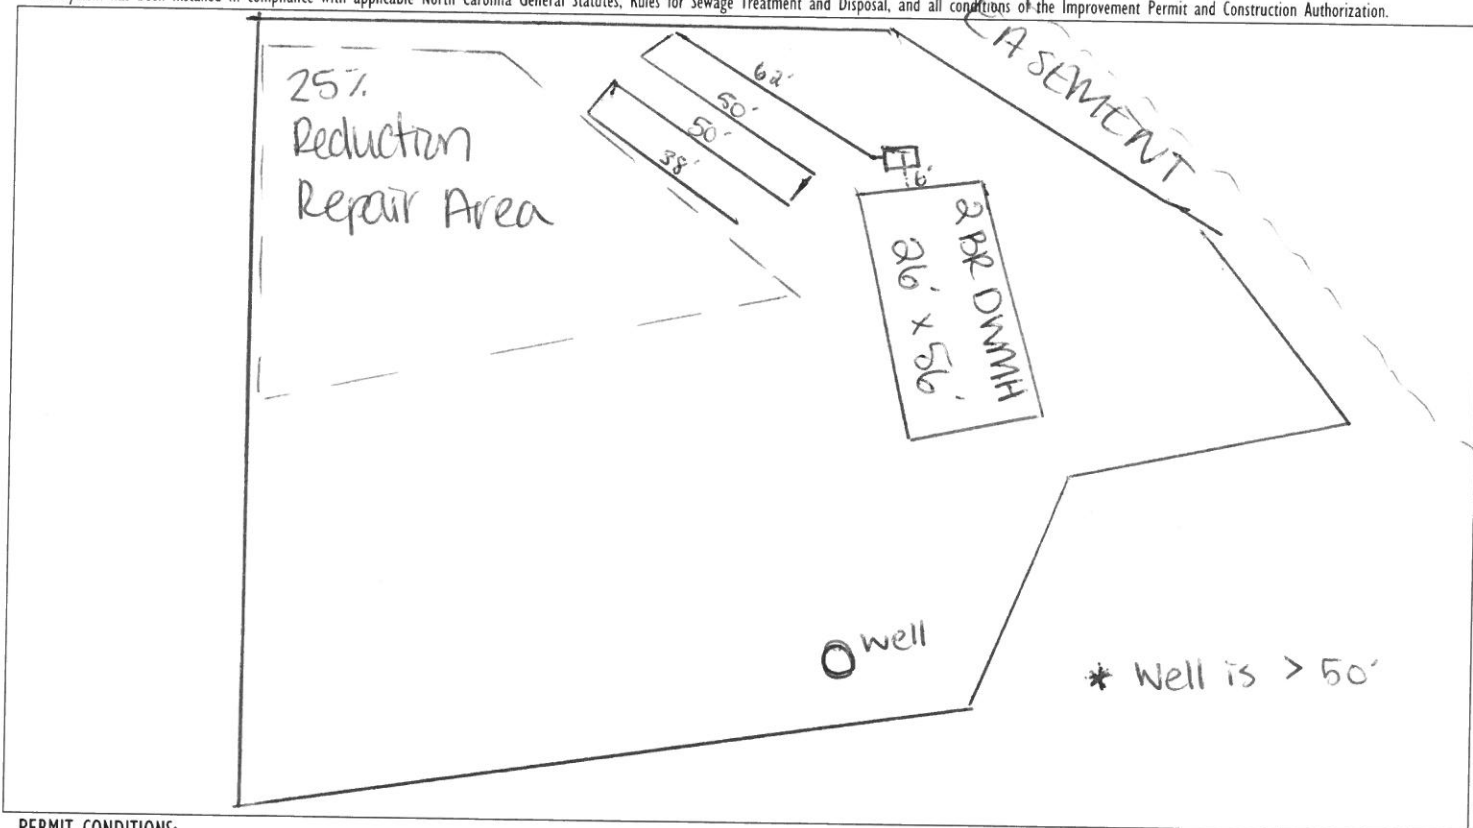 has been installed in compliance with applicable North Carolina General Statutes, Rules for Sewage Treatment and Disposal, and all conditions of the Improvement Permit and Construction Authorization.
EASEMENT
25%
Reduction
Repair Area
62'
50'
50'
38'
T
6'
2 BR DWMH
26' x 56'
well
* Well is > 50'
PERMIT CONDITIONS: